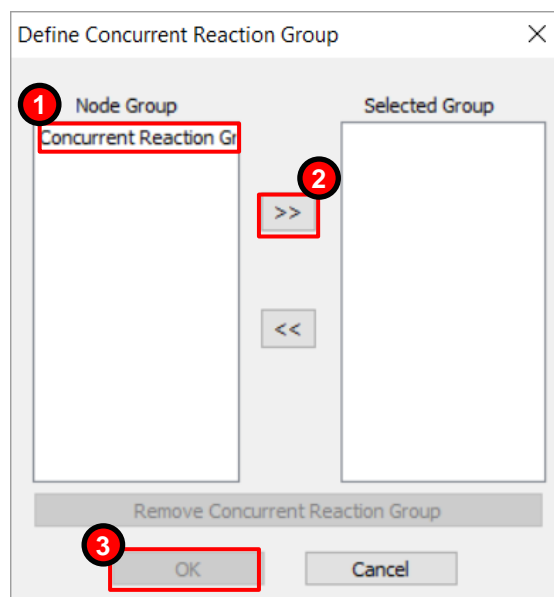 Define Concurrent Reaction Group
1
Node Group
Selected Group
Concurrent Reaction Gr
2
>>
<<
Remove Concurrent Reaction Group
3
OK
Cancel